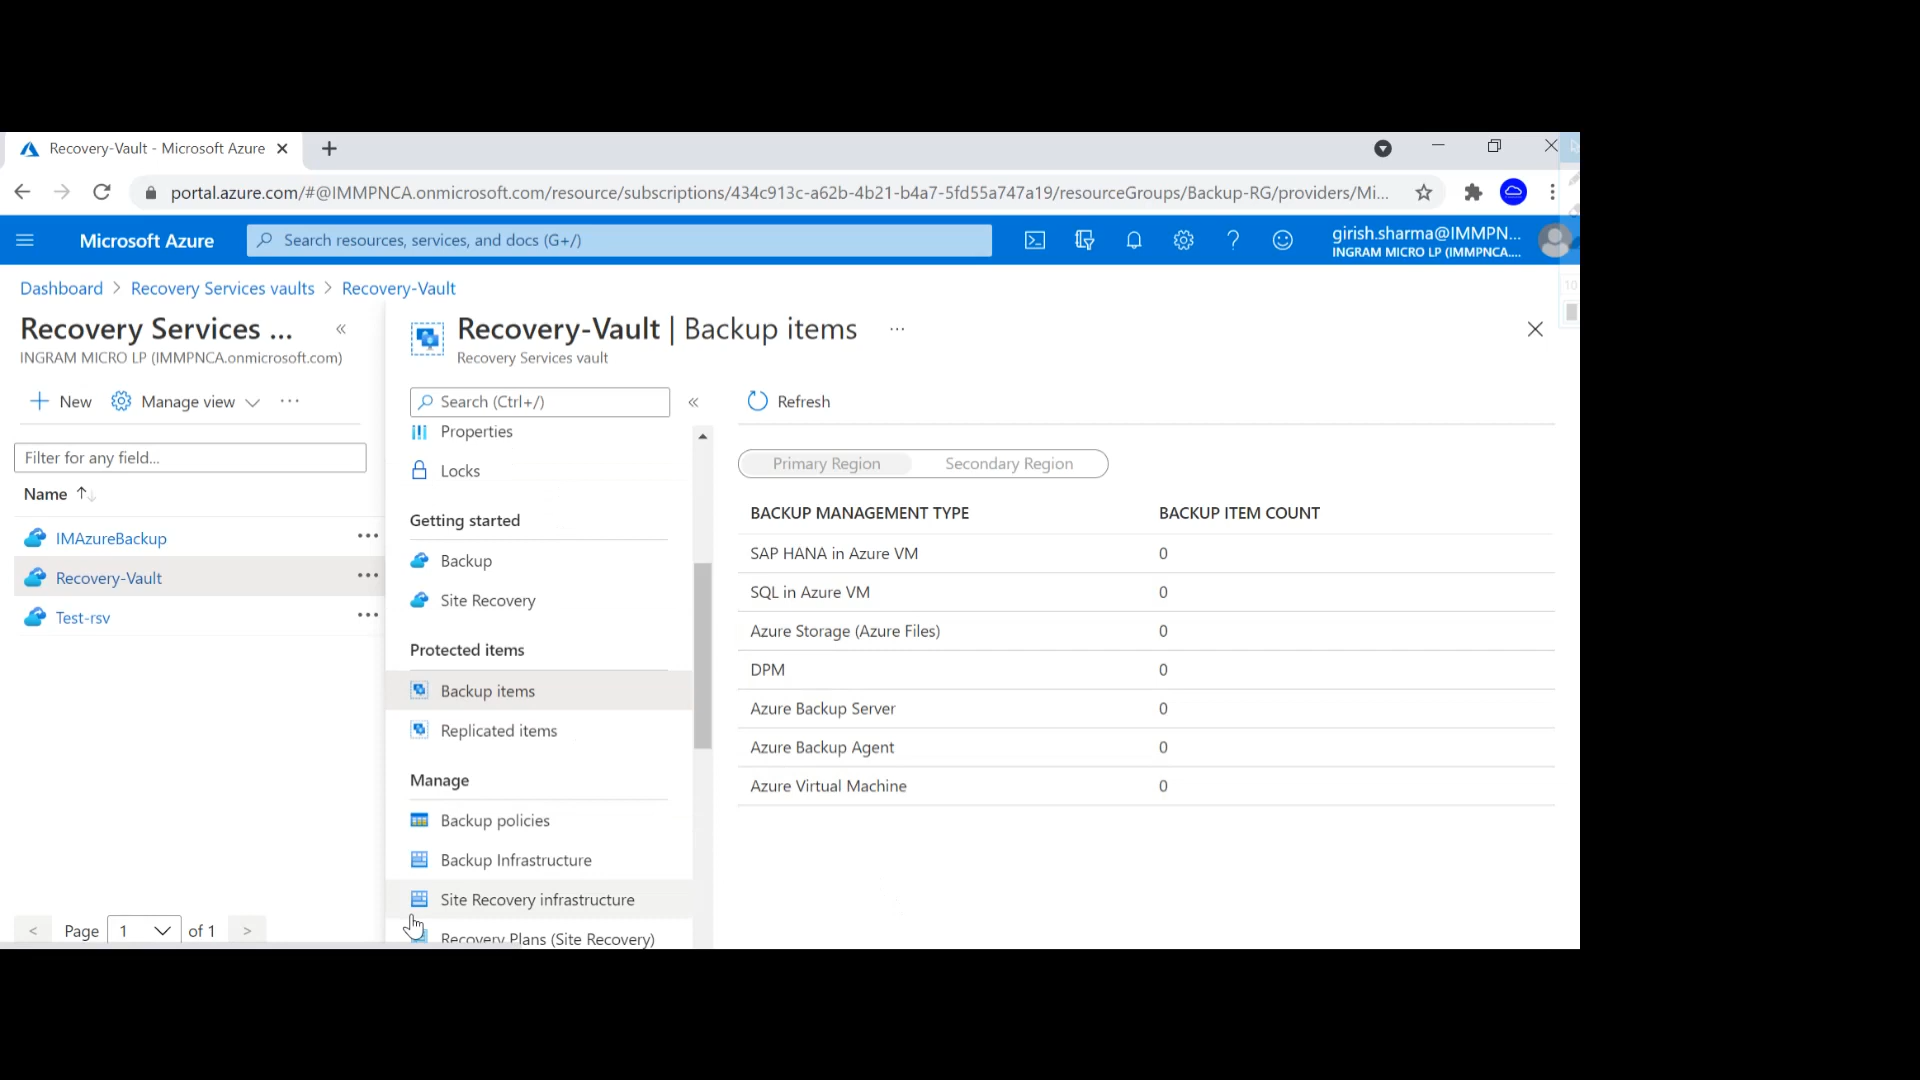 Recovery-Vault - Microsoft Azure
portal.azure.com/#@IMMPNCA.onmicrosoft.com/resource/subscriptions/434c913c-a62b-4b21-b4a7-5fd55a747a19/resourceGroups/Backup-RG/providers/Mi...
Microsoft Azure
Search resources, services, and docs (G+/)
girish.sharma@IMMPN...
INGRAM MICRO LP (IMMPNCA....
Dashboard > Recovery Services vaults > Recovery-Vault
Recovery Services ...
INGRAM MICRO LP (IMMPNCA.onmicrosoft.com)
New
Manage view
Filter for any field...
Name
IMAzureBackup
Recovery-Vault
Test-rsv
< Page 1 of 1 >
Recovery-Vault | Backup items
Recovery Services vault
Search (Ctrl+/)
Properties
Locks
Getting started
Backup
Site Recovery
Protected items
Backup items
Replicated items
Manage
Backup policies
Backup Infrastructure
Site Recovery infrastructure
Recovery Plans (Site Recovery)
Refresh
Primary Region Secondary Region
BACKUP MANAGEMENT TYPE BACKUP ITEM COUNT
SAP HANA in Azure VM 0
SQL in Azure VM 0
Azure Storage (Azure Files) 0
DPM 0
Azure Backup Server 0
Azure Backup Agent 0
Azure Virtual Machine 0
10